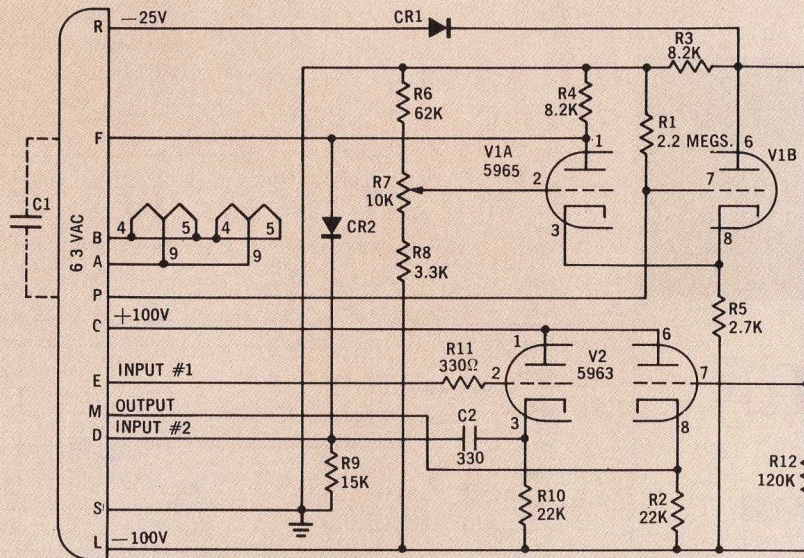 R
—25V
CR1
R3
8.2K
R6
62K
R4
8.2K
R1
2.2 MEGS.
F
1
6
V1A
5965
V1B
R7
10K
2
7
C1
CR2
3
8
4 5 4 5
B
6 3 VAC
A
9 9
R8
3.3K
P
R5
2.7K
C
+100V
1
6
V2
5963
R11
330Ω
E
INPUT #1
2
7
M
OUTPUT
D
INPUT #2
C2
330
3
8
R9
15K
R12
120K
R10
22K
R2
22K
S
L
—100V